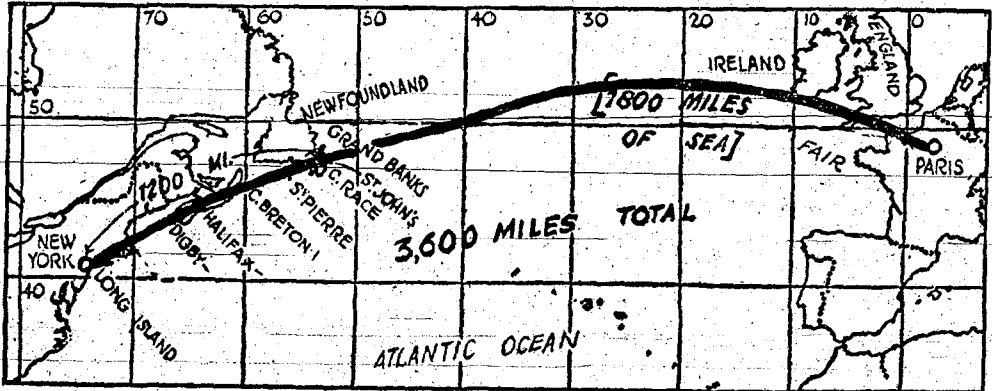 70
60
50
40
30
20
10
0
ENGLAND
IRELAND
NEWFOUNDLAND
50
[1800 MILES
OF SEA]
GRAND BANKS
FAIR
PARIS
1200 MI.
ST. JOHN'S
C. RACE
ST PIERRE
C. BRETON
HALIFAX
DIGBY
3,600 MILES TOTAL
NEW
YORK
40
LONG ISLAND
ATLANTIC OCEAN